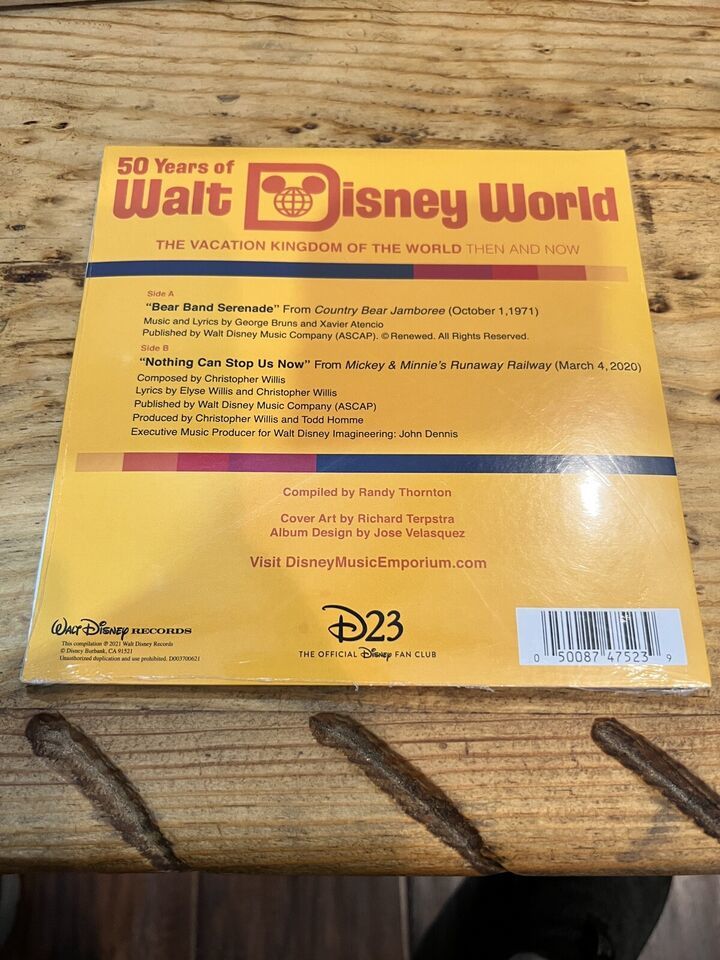 50 Years of
Walt Disney World
THE VACATION KINGDOM OF THE WORLD THEN AND NOW
Side A
"Bear Band Serenade" From Country Bear Jamboree (October 1,1971)
Music and Lyrics by George Bruns and Xavier Atencio
Published by Walt Disney Music Company (ASCAP). © Renewed. All Rights Reserved.
Side B
"Nothing Can Stop Us Now" From Mickey & Minnie's Runaway Railway (March 4, 2020)
Composed by Christopher Willis
Lyrics by Elyse Willis and Christopher Willis
Published by Walt Disney Music Company (ASCAP)
Produced by Christopher Willis and Todd Homme
Executive Music Producer for Walt Disney Imagineering: John Dennis
Compiled by Randy Thornton
Cover Art by Richard Terpstra
Album Design by Jose Velasquez
Visit DisneyMusicEmporium.com
Walt Disney RECORDS
This compilation ℗ 2021 Walt Disney Records
© Disney Burbank, CA 91521
Unauthorized duplication and use prohibited. D003700621
D23
THE OFFICIAL Disney FAN CLUB
0 50087 47523 9